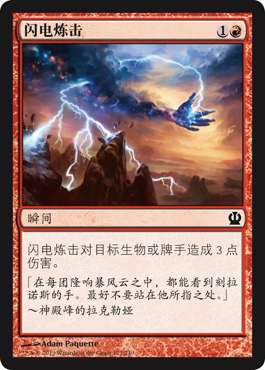 闪电炼击
1
瞬间
闪电炼击对目标生物或牌手造成 3 点
伤害。
「在每团隆响暴风云之中，都能看到刻拉
诺斯的手。最好不要站在他所指之处。」
～神殿峰的拉克勒娅
Adam Paquette